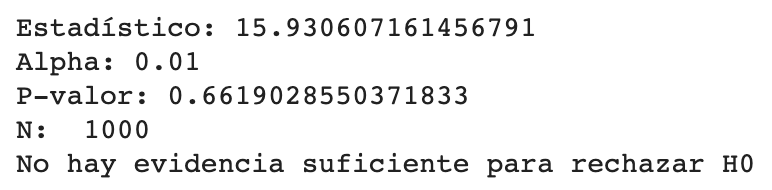 Estadístico: 15.930607161456791
Alpha: 0.01
P-valor: 0.6619028550371833
N:  1000
No hay evidencia suficiente para rechazar H0